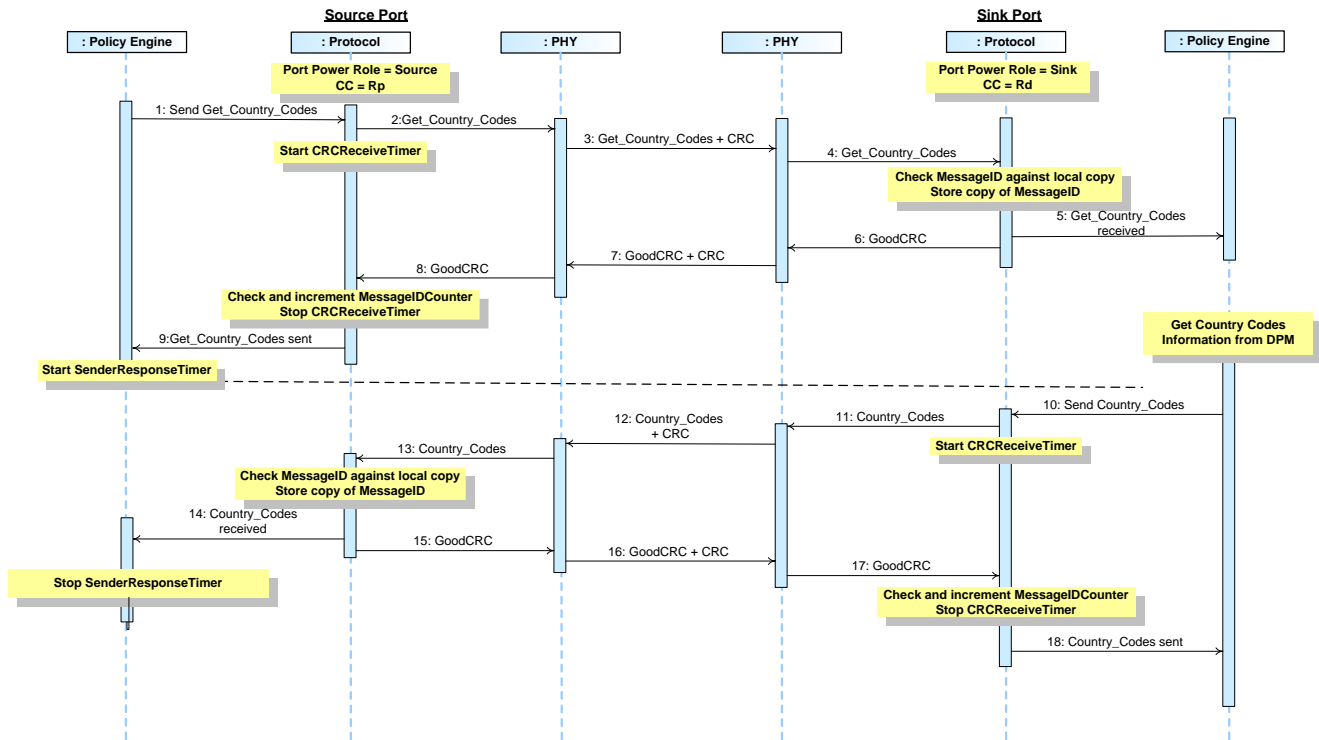 Source Port
Sink Port
: Policy Engine
: Protocol
: PHY
: PHY
: Protocol
: Policy Engine
Port Power Role = Source
CC = Rp
Port Power Role = Sink
CC = Rd
1: Send Get_Country_Codes
2:Get_Country_Codes
Start CRCReceiveTimer
3: Get_Country_Codes + CRC
4: Get_Country_Codes
Check MessageID against local copy
Store copy of MessageID
5: Get_Country_Codes
received
6: GoodCRC
7: GoodCRC + CRC
8: GoodCRC
Check and increment MessageIDCounter
Stop CRCReceiveTimer
9:Get_Country_Codes sent
Start SenderResponseTimer
Get Country Codes
Information from DPM
10: Send Country_Codes
11: Country_Codes
Start CRCReceiveTimer
12: Country_Codes
+ CRC
13: Country_Codes
Check MessageID against local copy
Store copy of MessageID
14: Country_Codes
received
15: GoodCRC
16: GoodCRC + CRC
17: GoodCRC
Stop SenderResponseTimer
Check and increment MessageIDCounter
Stop CRCReceiveTimer
18: Country_Codes sent